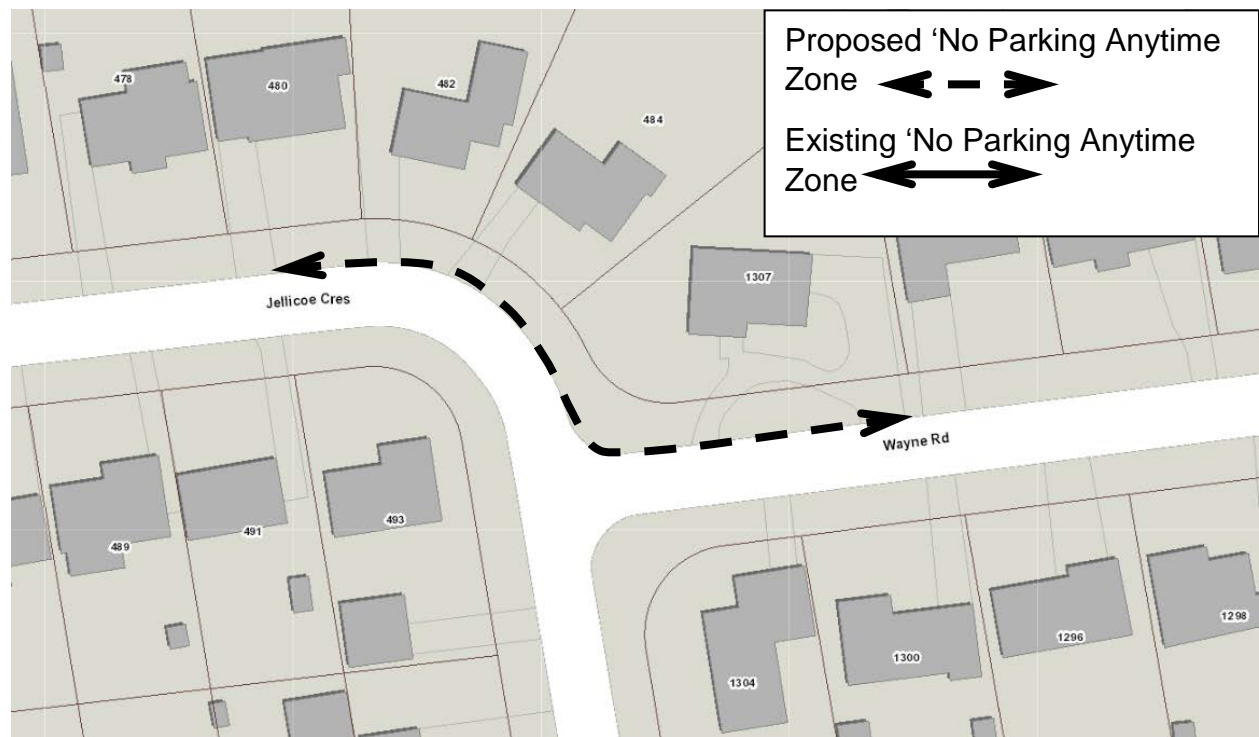 Proposed ‘No Parking Anytime
Zone
Existing ‘No Parking Anytime
Zone
478
480
482
484
1307
Jellicoe Cres
Wayne Rd
489
491
493
1304
1300
1296
1298